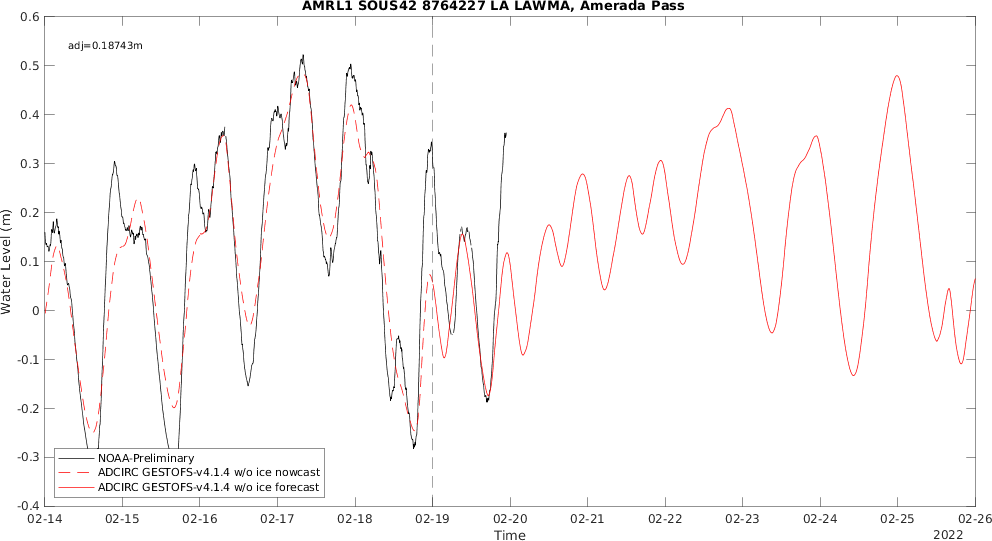 AMRL1 SOUS42 8764227 LA LAWMA, Amerada Pass
adj=0.18743m
0.6
0.5
0.4
0.3
0.2
0.1
0
-0.1
-0.2
-0.3
-0.4
Water Level (m)
NOAA-Preliminary
ADCIRC GESTOFS-v4.1.4 w/o ice nowcast
ADCIRC GESTOFS-v4.1.4 w/o ice forecast
02-14 02-15 02-16 02-17 02-18 02-19 02-20 02-21 02-22 02-23 02-24 02-25 02-26
Time
2022